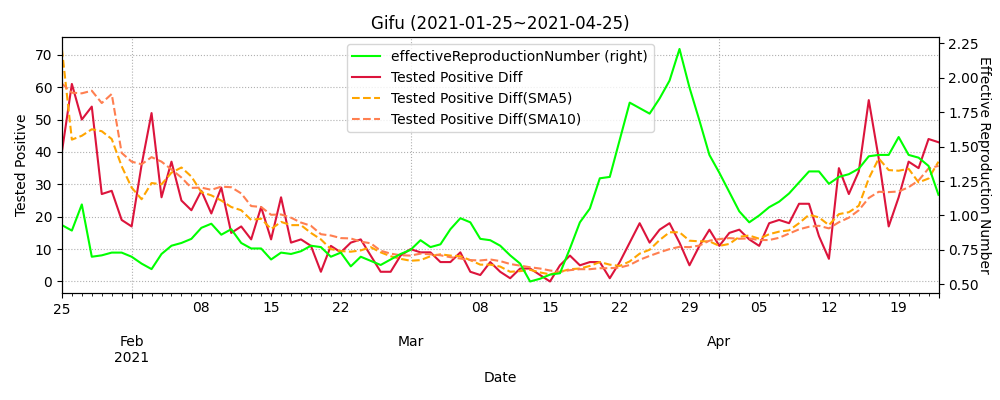 Gifu (2021-01-25~2021-04-25)
effectiveReproductionNumber (right)
Tested Positive Diff
Tested Positive Diff(SMA5)
Tested Positive Diff(SMA10)
Tested Positive
70
60
50
40
30
20
10
0
2.25
2.00
1.75
1.50
1.25
1.00
0.75
0.50
Effective Reproduction Number
25 08 15 22 08 15 22 29 05 12 19
Feb Mar Apr
2021
Date